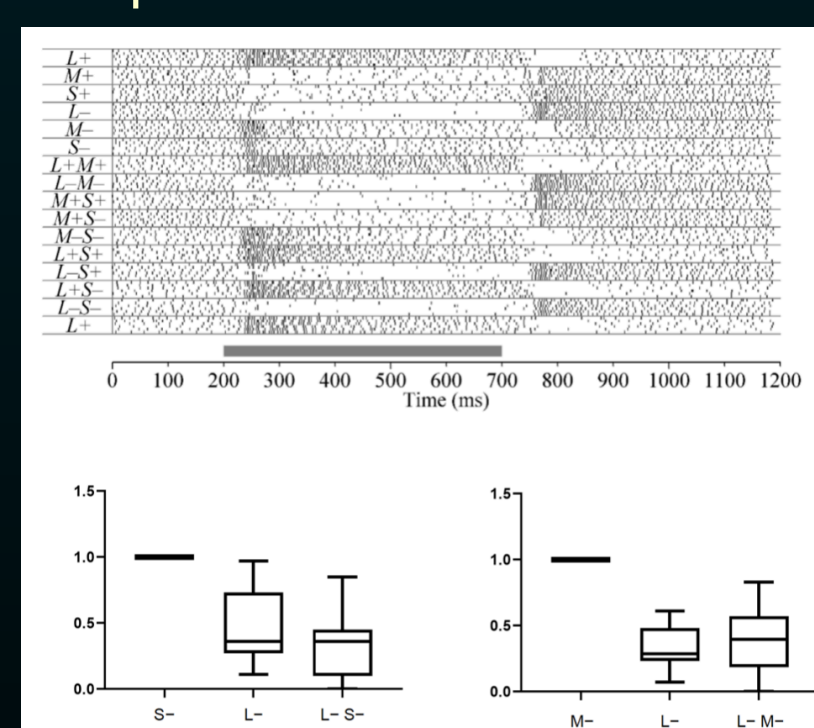 L+
M+
S+
L–
M–
S–
L+M+
L–M–
M+S+
M+S–
M–S–
L+S+
L–S+
L+S–
L–S–
L+
0 100 200 300 400 500 600 700 800 900 1000 1100 1200
Time (ms)
1.5
1.0
0.5
0.0
S– L– L– S–
1.5
1.0
0.5
0.0
M– L– L– M–